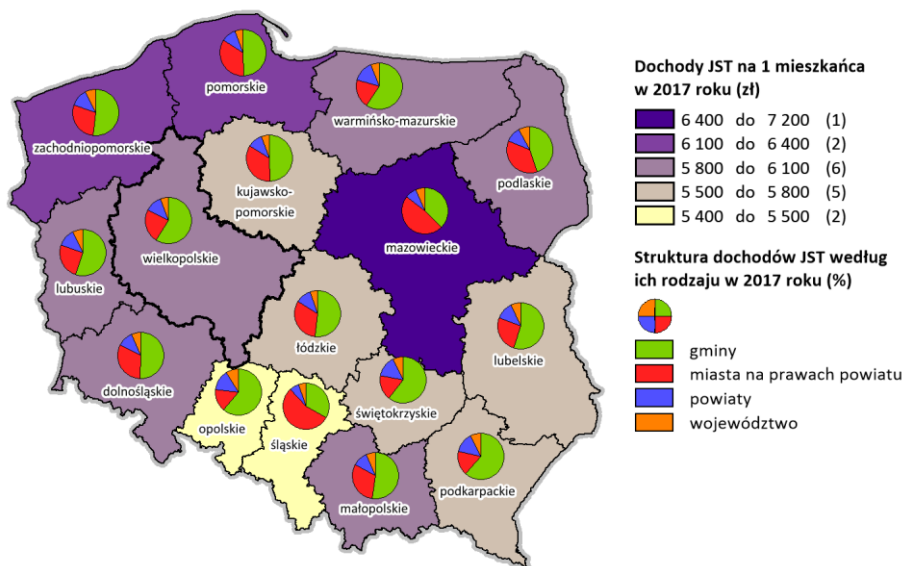 pomorskie
warmińsko-mazurskie
zachodniopomorskie
podlaskie
kujawsko-
pomorskie
mazowieckie
wielkopolskie
lubuskie
łódzkie
lubelskie
dolnośląskie
opolskie
śląskie
świętokrzyskie
małopolskie
podkarpackie
Dochody JST na 1 mieszkańca
w 2017 roku (zł)
6 400 do 7 200 (1)
6 100 do 6 400 (2)
5 800 do 6 100 (6)
5 500 do 5 800 (5)
5 400 do 5 500 (2)
Struktura dochodów JST według
ich rodzaju w 2017 roku (%)
gminy
miasta na prawach powiatu
powiaty
województwo